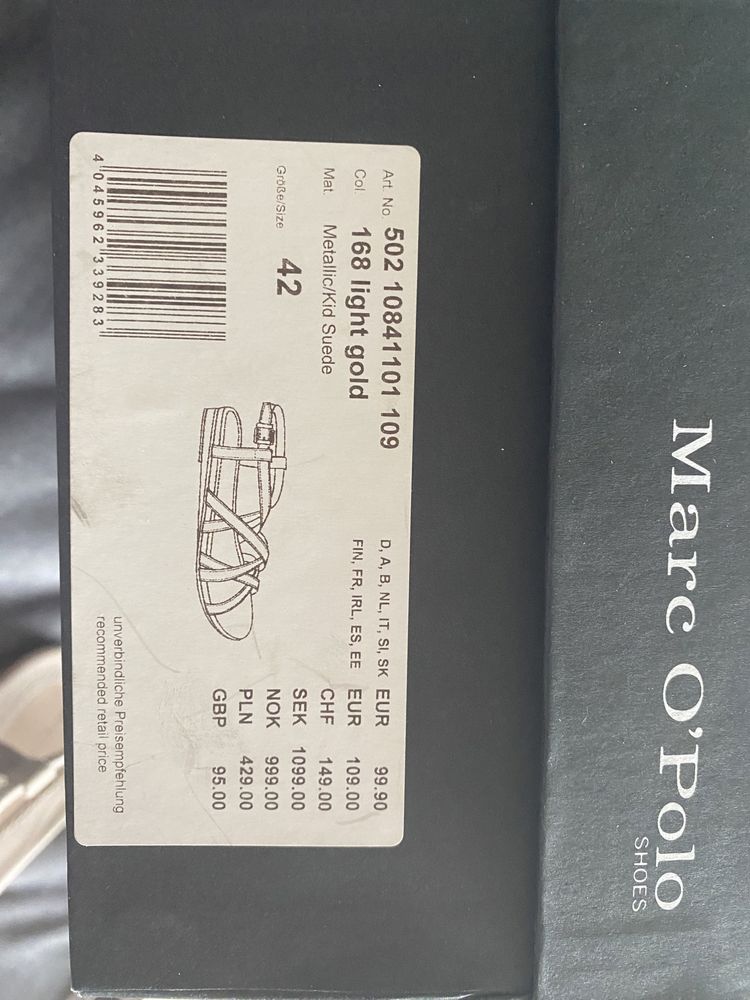 Marc O'Polo
SHOES
Art. No. 502 10841101 109
Col. 168 light gold
Mat. Metallic/Kid Suede
Größe/Size 42
4 045962 339283
D, A, B, NL, IT, SI, SK EUR 99.90
FIN, FR, IRL, ES, EE EUR 109.00
CHF 149.00
SEK 1099.00
NOK 999.00
PLN 429.00
GBP 95.00
unverbindliche Preisempfehlung
recommended retail price